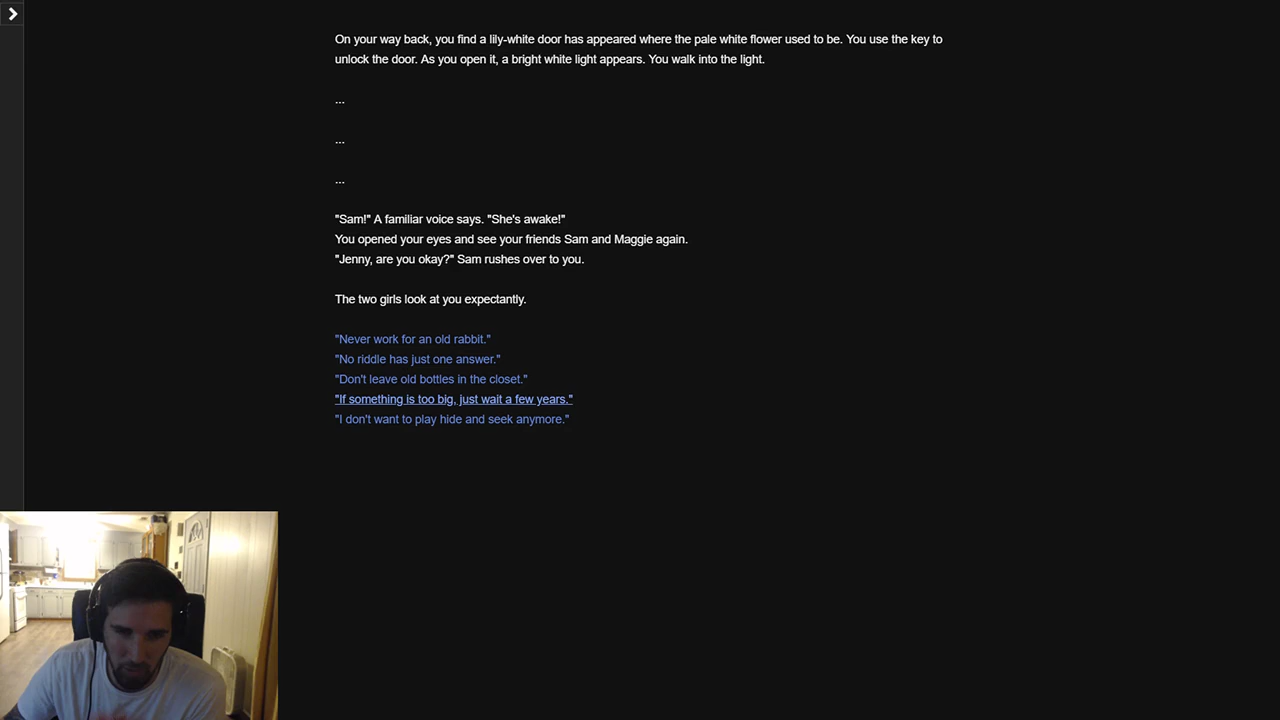 On your way back, you find a lily-white door has appeared where the pale white flower used to be. You use the key to
unlock the door. As you open it, a bright white light appears. You walk into the light.
...
...
...
"Sam!" A familiar voice says. "She's awake!"
You opened your eyes and see your friends Sam and Maggie again.
"Jenny, are you okay?" Sam rushes over to you.
The two girls look at you expectantly.
"Never work for an old rabbit."
"No riddle has just one answer."
"Don't leave old bottles in the closet."
"If something is too big, just wait a few years."
"I don't want to play hide and seek anymore."